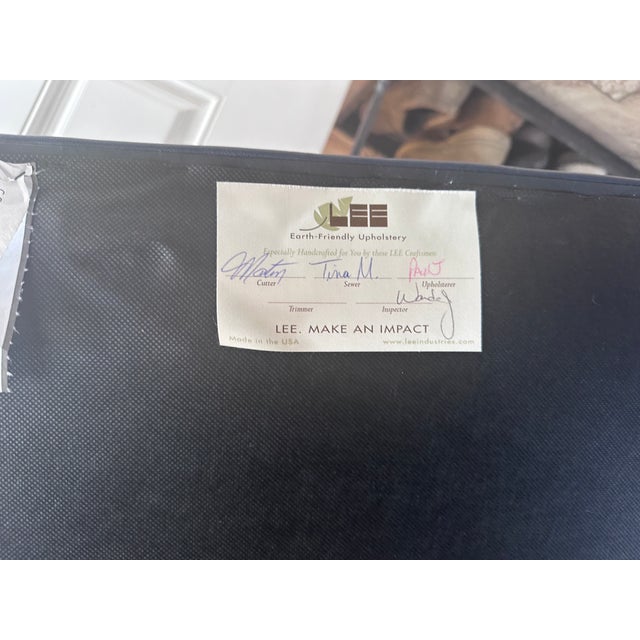 LEE
Earth-Friendly Upholstery
Especially Handcrafted for You by these LEE Craftsmen
Tina M.
Cutter Sewer Upholsterer
Wanda J
Trimmer Inspector
LEE. MAKE AN IMPACT
Made in the USA www.leeindustries.com